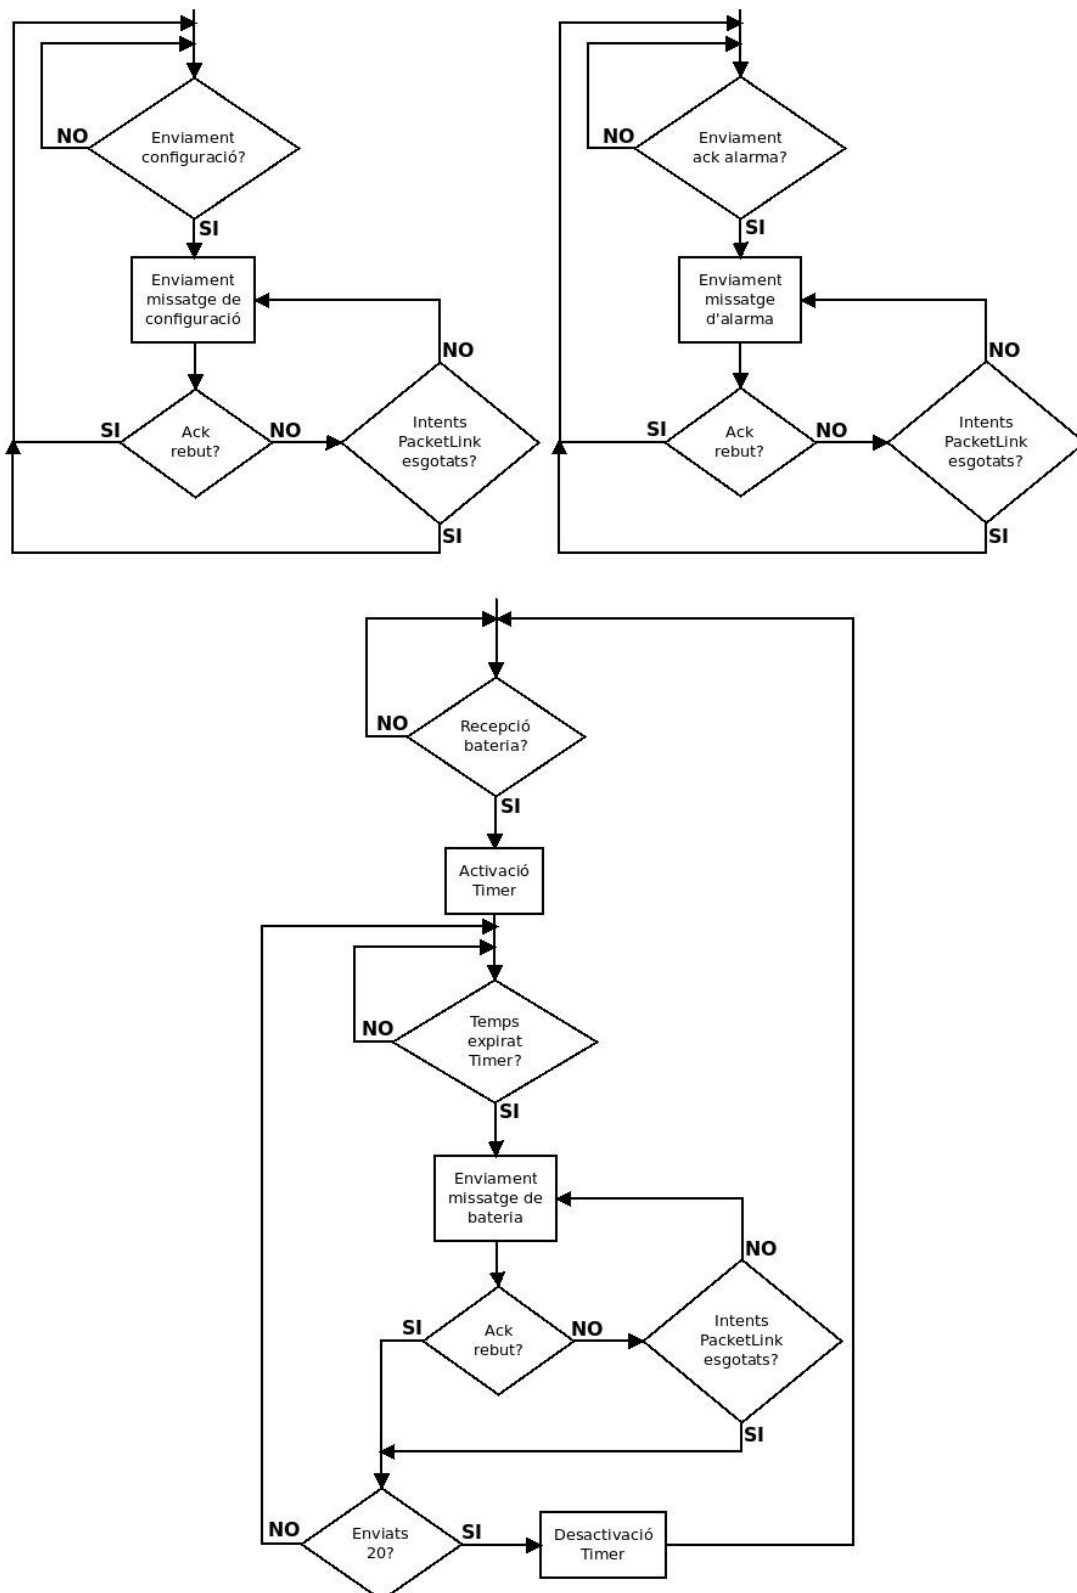 Enviament
configuració?
NO
SI
Enviament
missatge de
configuració
Ack
rebut?
SI
NO
Intents
PacketLink
esgotats?
NO
SI
Enviament
ack alarma?
NO
SI
Enviament
missatge
d'alarma
Ack
rebut?
SI
NO
Intents
PacketLink
esgotats?
NO
SI
Recepció
bateria?
NO
SI
Activació
Timer
Temps
expirat
Timer?
NO
SI
Enviament
missatge de
bateria
Ack
rebut?
SI
NO
Intents
PacketLink
esgotats?
NO
SI
Enviats
20?
NO
SI
Desactivació
Timer